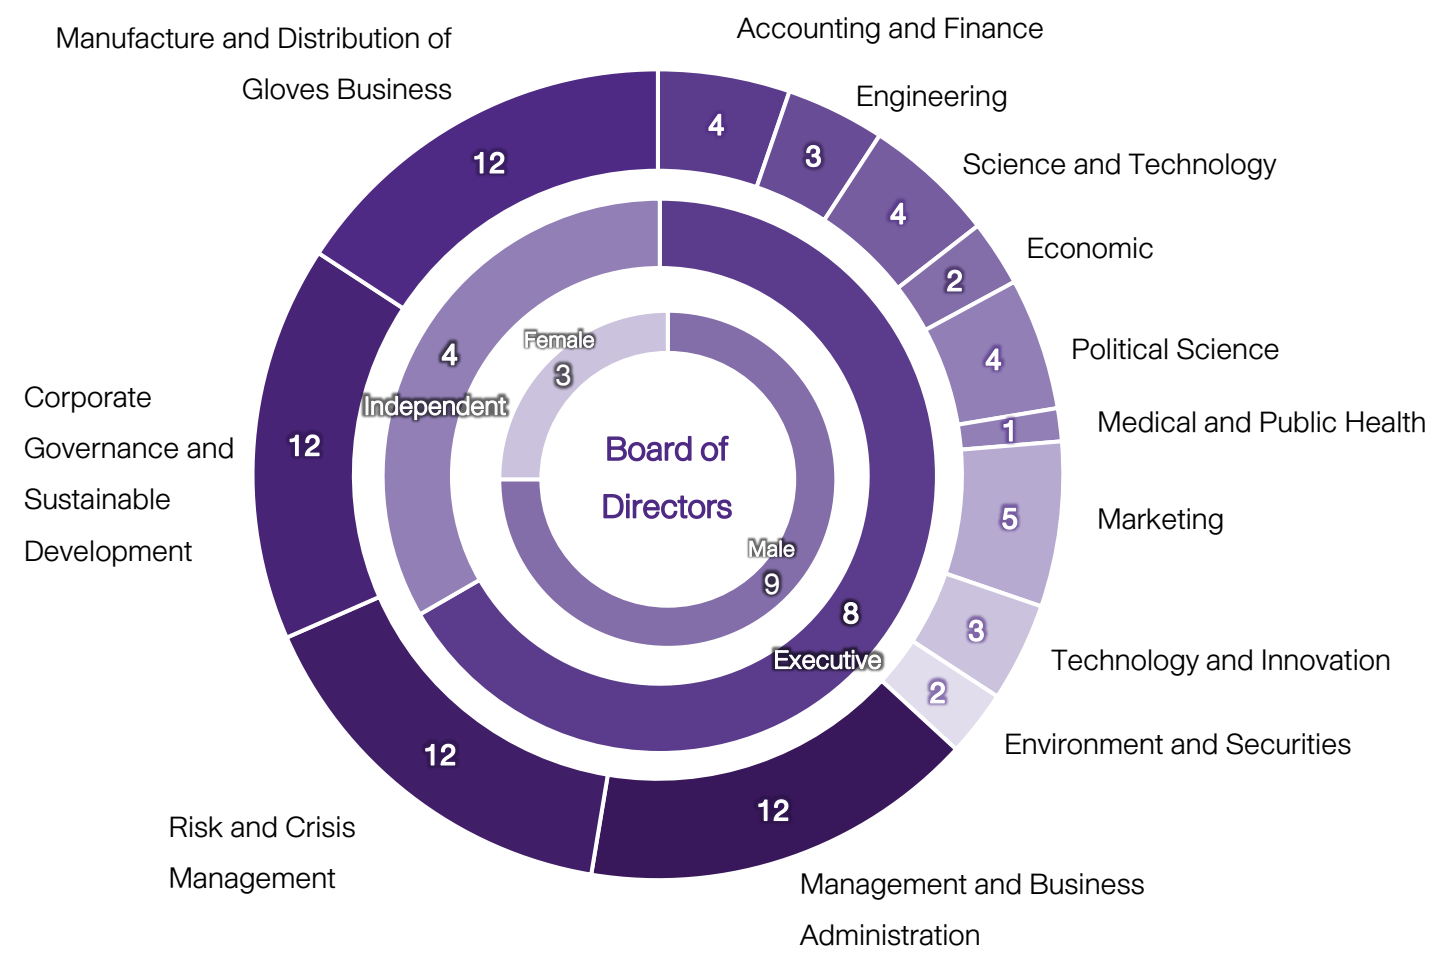 Manufacture and Distribution of
Gloves Business
12
Accounting and Finance
4
Engineering
3
Science and Technology
4
Economic
2
Political Science
4
Medical and Public Health
1
Marketing
5
Technology and Innovation
3
Environment and Securities
2
Management and Business
Administration
12
Risk and Crisis
Management
12
Corporate
Governance and
Sustainable
Development
12
4
Independent
8
Executive
Female
3
Male
9
Board of
Directors